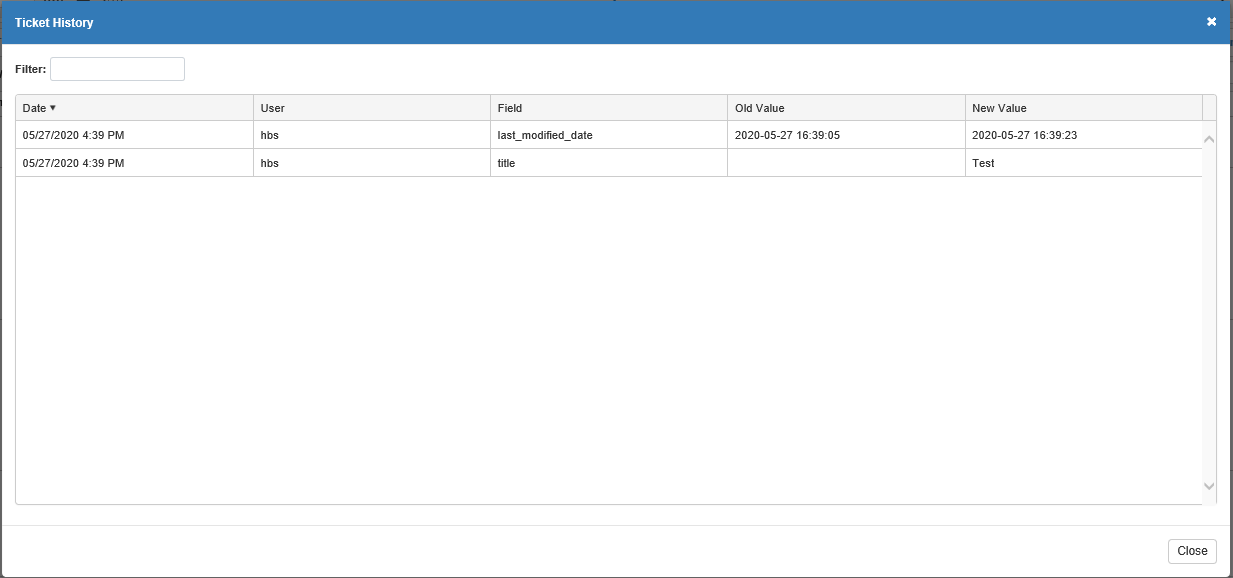 Ticket History
Filter:
Date User Field Old Value New Value
05/27/2020 4:39 PM hbs last_modified_date 2020-05-27 16:39:05 2020-05-27 16:39:23
05/27/2020 4:39 PM hbs title Test
Close